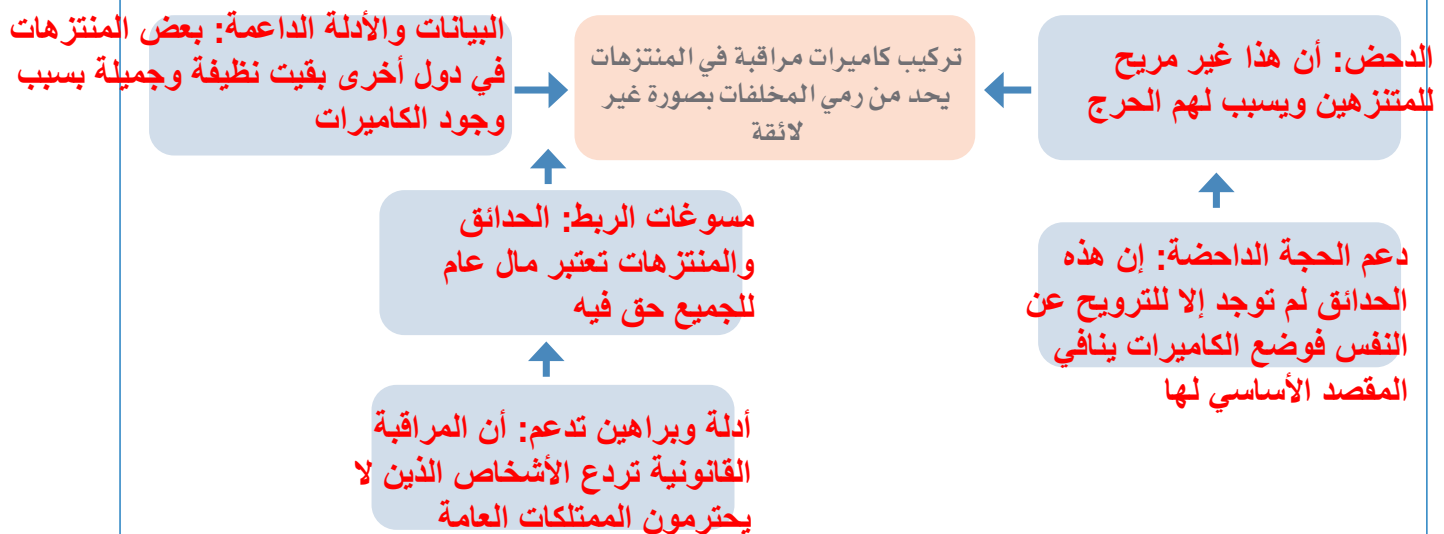 البيانات والأدلة الداعمة: بعض المنتزهات
في دول أخرى بقيت نظيفة وجميلة بسبب
وجود الكاميرات
تركيب كاميرات مراقبة في المنتزهات
يحد من رمي المخلفات بصورة غير
لائقة
الدحض: أن هذا غير مريح
للمتنزهين ويسبب لهم الحرج
مسوغات الربط: الحدائق
والمنتزهات تعتبر مال عام
للجميع حق فيه
دعم الحجة الداحضة: إن هذه
الحدائق لم توجد إلا للترويح عن
النفس فوضع الكاميرات ينافي
المقصد الأساسي لها
أدلة وبراهين تدعم: أن المراقبة
القانونية تردع الأشخاص الذين لا
يحترمون الممتلكات العامة